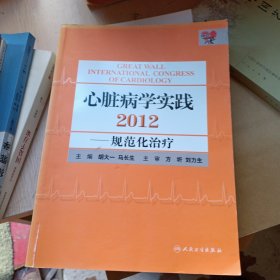 GREAT WALL
INTERNATIONAL CONGRESS
OF CARDIOLOGY
心脏病学实践
2012
——规范化治疗
主 编 胡大一 马长生 主 审 方 圻 刘力生
人民卫生出版社